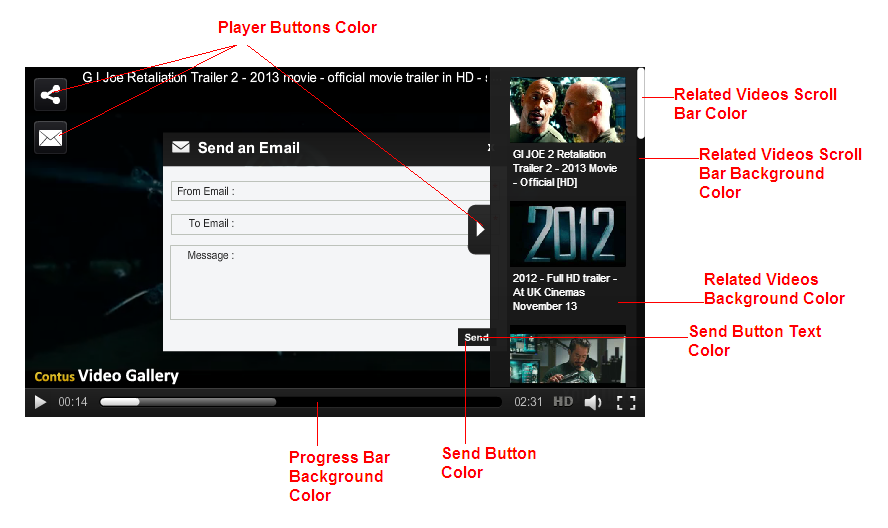 Player Buttons Color
G I Joe Retaliation Trailer 2 - 2013 movie - official movie trailer in HD -
Related Videos Scroll
Bar Color
Send an Email
x
GI JOE 2 Retaliation
Trailer 2 - 2013 Movie
- Official [HD]
Related Videos Scroll
Bar Background
Color
From Email :
To Email :
Message :
2012
2012 - Full HD trailer -
At UK Cinemas
November 13
Related Videos
Background Color
Send
Send Button Text
Color
Contus Video Gallery
00:14
02:31
HD
Progress Bar
Background
Color
Send Button
Color